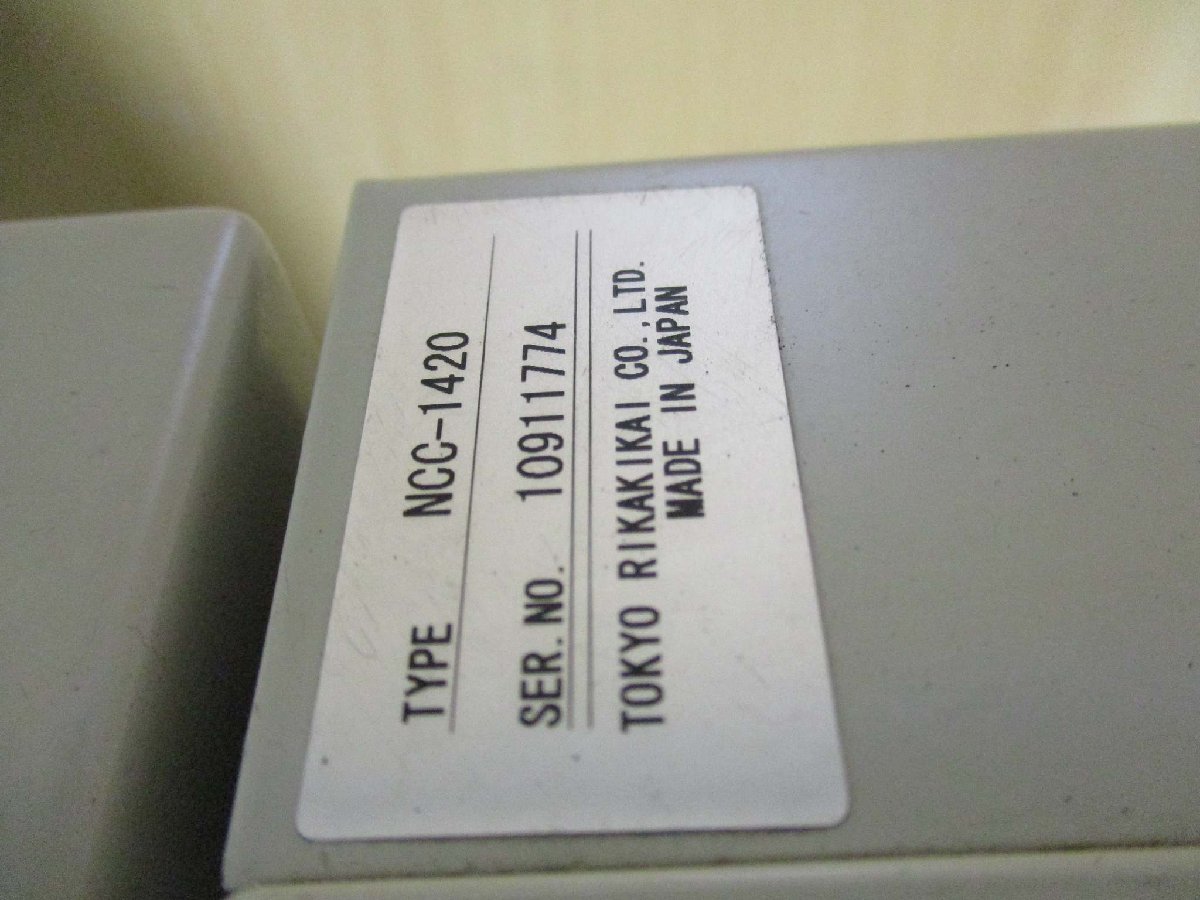 TYPE NCC-1420
SER.NO. 10911774
TOKYO RIKAKIKAI CO.,LTD.
MADE IN JAPAN